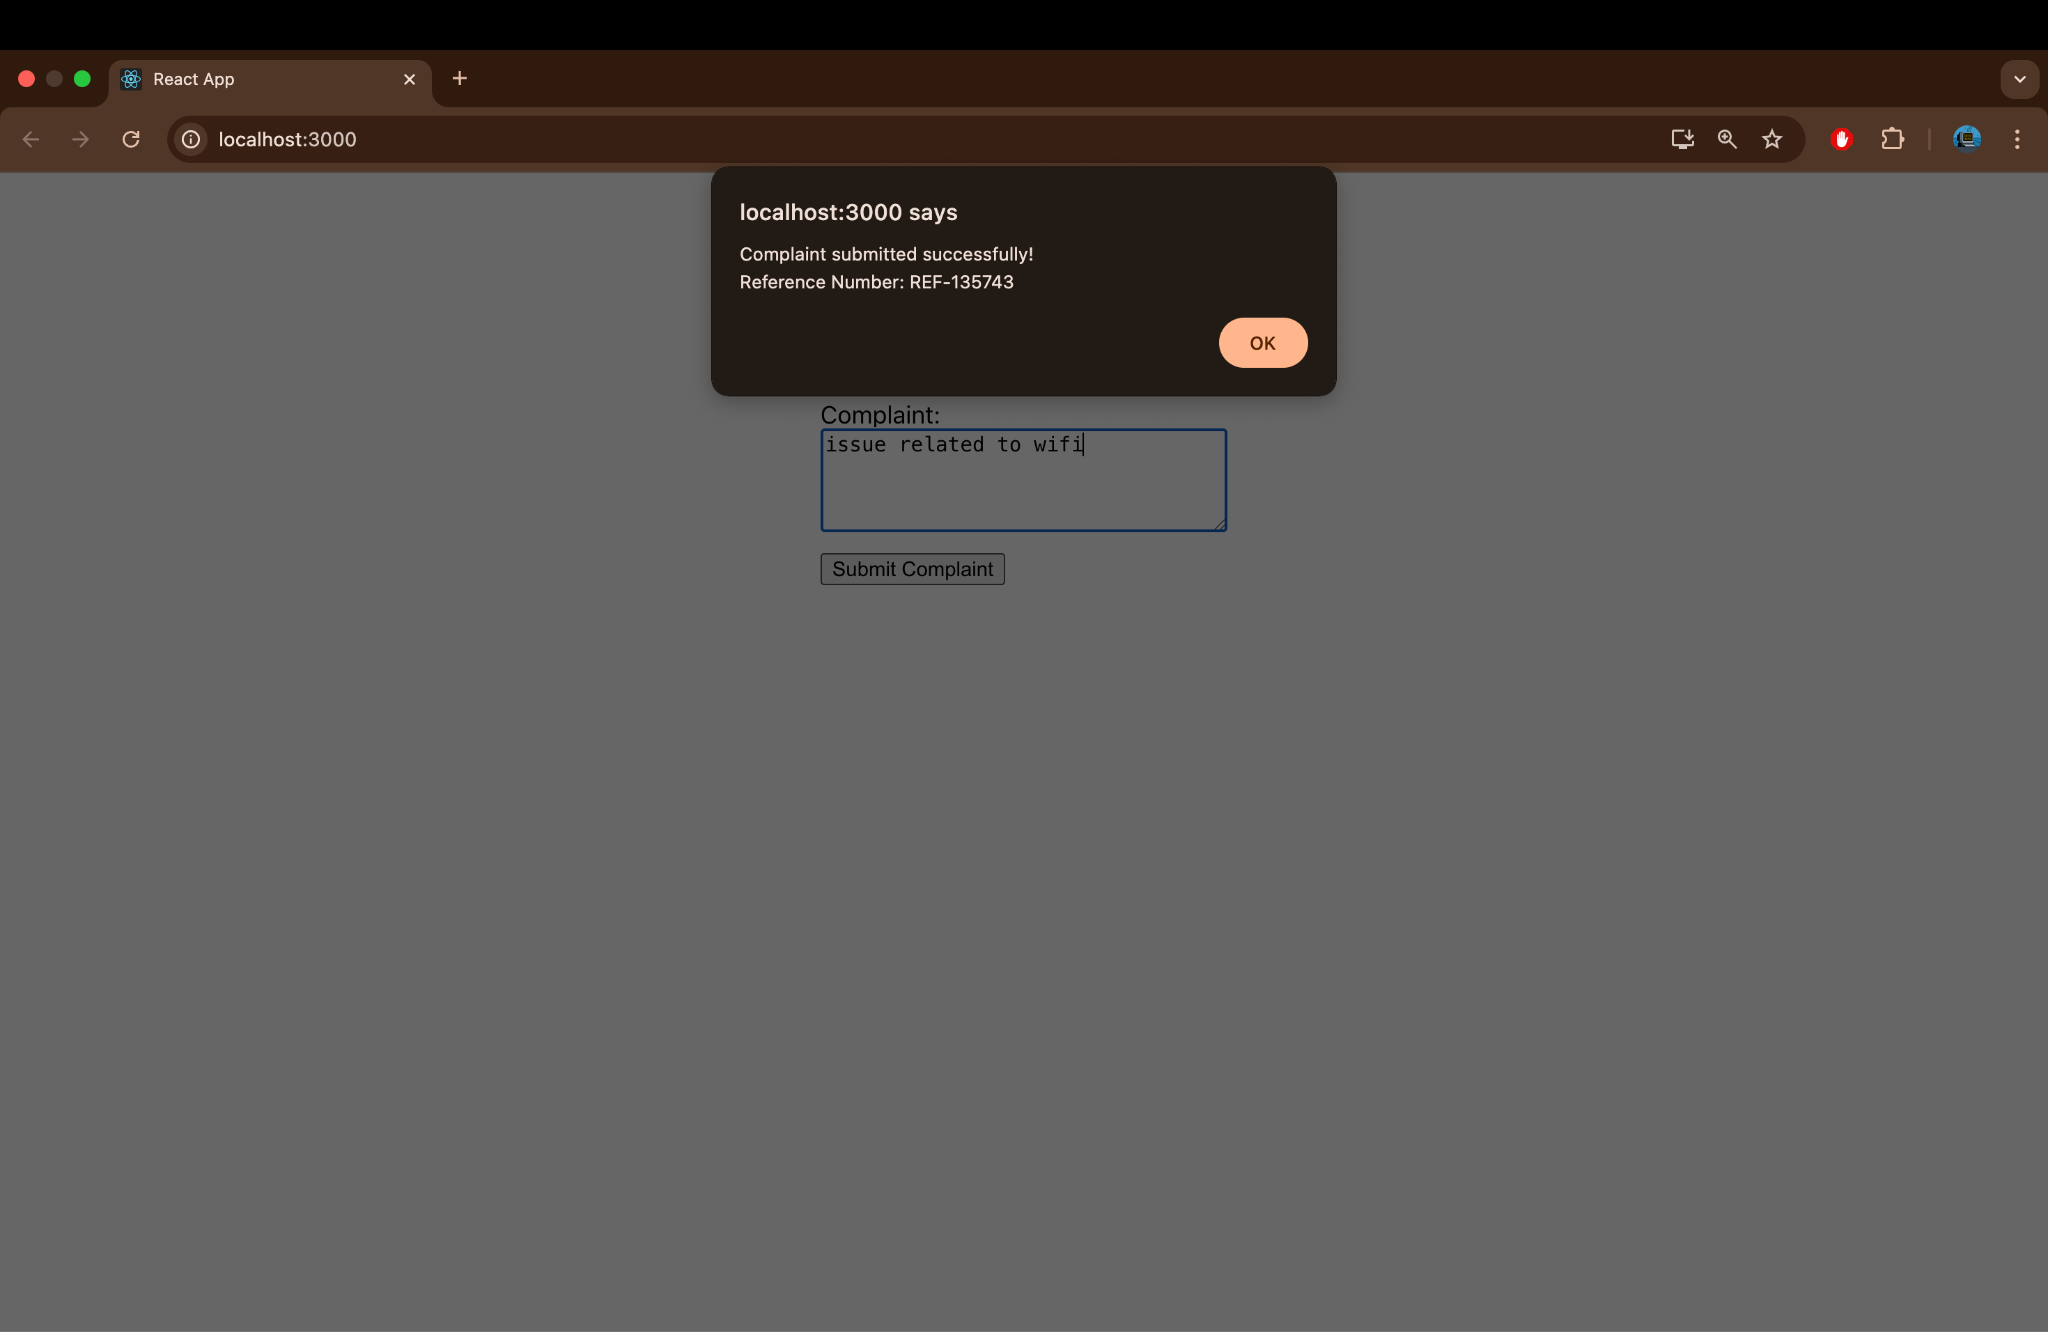 React App
localhost:3000
localhost:3000 says
Complaint submitted successfully!
Reference Number: REF-135743
OK
Complaint:
issue related to wifi
Submit Complaint